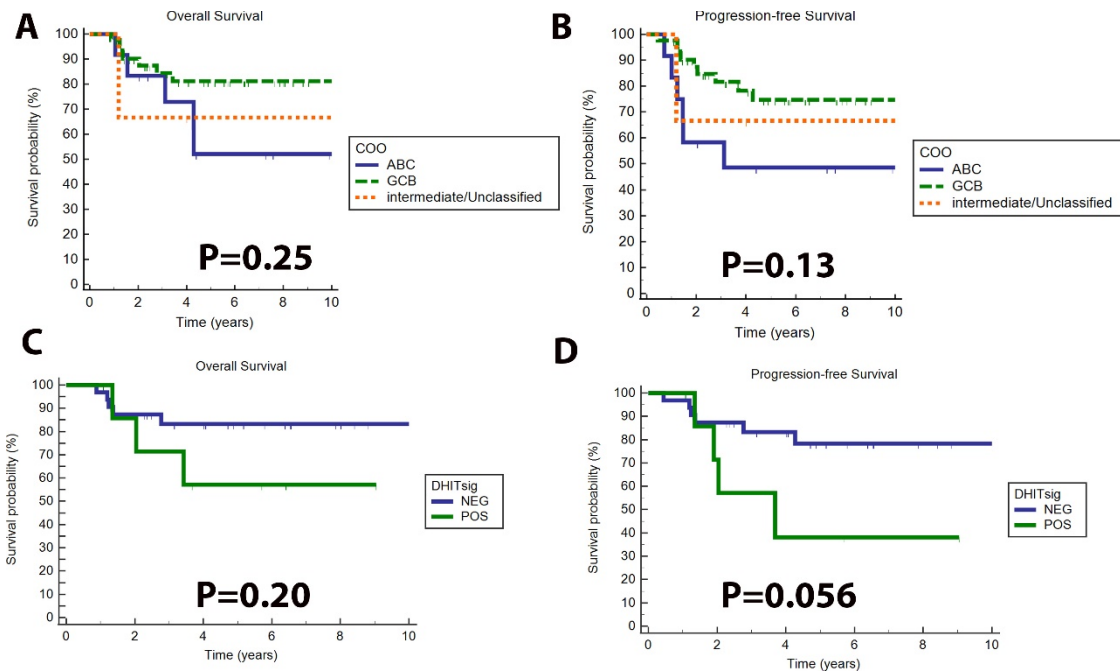 A
Overall Survival
Survival probability (%)
100
90
80
70
60
50
40
30
20
10
0
COO
ABC
GCB
intermediate/Unclassified
P=0.25
0 2 4 6 8 10
Time (years)
B
Progression-free Survival
Survival probability (%)
100
90
80
70
60
50
40
30
20
10
0
COO
ABC
GCB
intermediate/Unclassified
P=0.13
0 2 4 6 8 10
Time (years)
C
Overall Survival
Survival probability (%)
100
90
80
70
60
50
40
30
20
10
0
DHITsig
NEG
POS
P=0.20
0 2 4 6 8 10
Time (years)
D
Progression-free Survival
Survival probability (%)
100
90
80
70
60
50
40
30
20
10
0
DHITsig
NEG
POS
P=0.056
0 2 4 6 8 10
Time (years)